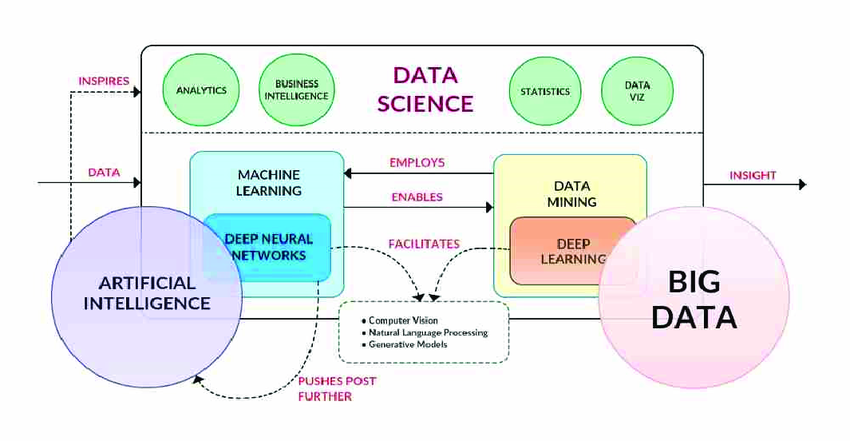 INSPIRES
ANALYTICS
BUSINESS
INTELLIGENCE
DATA
SCIENCE
STATISTICS
DATA
VIZ
DATA
MACHINE
LEARNING
EMPLOYS
ENABLES
DATA
MINING
INSIGHT
DEEP NEURAL
NETWORKS
FACILITATES
DEEP
LEARNING
ARTIFICIAL
INTELLIGENCE
BIG
DATA
• Computer Vision
• Natural Language Processing
• Generative Models
PUSHES POST
FURTHER